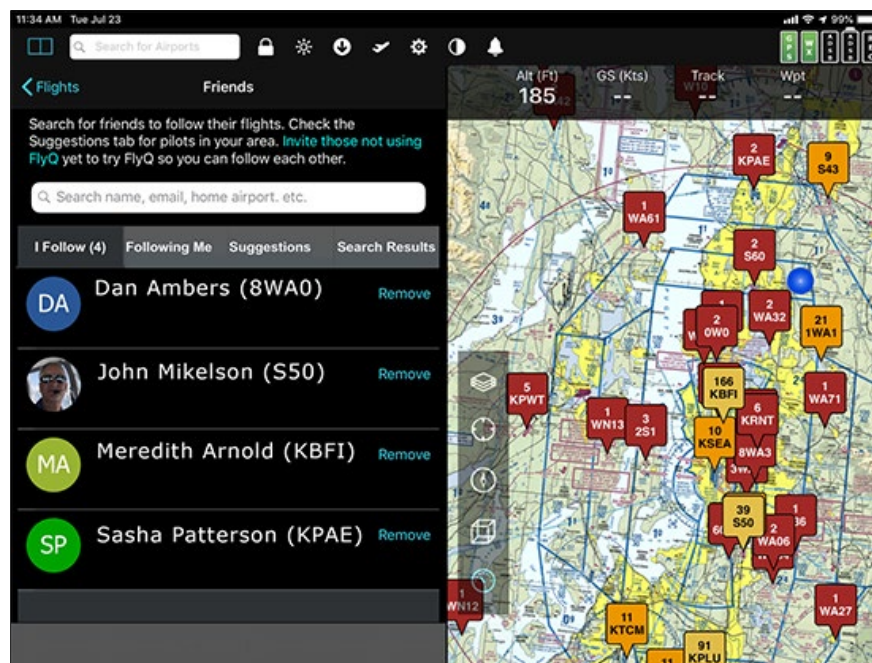 11:34 AM Tue Jul 23
99%
Search for Airports
GPS
WX
Flights
Friends
Search for friends to follow their flights. Check the
Suggestions tab for pilots in your area. Invite those not using
FlyQ yet to try FlyQ so you can follow each other.
Search name, email, home airport. etc.
I Follow (4) Following Me Suggestions Search Results
DA
Dan Ambers (8WA0)
Remove
John Mikelson (S50)
Remove
MA
Meredith Arnold (KBFI)
Remove
SP
Sasha Patterson (KPAE)
Remove
Alt (Ft) GS (Kts) Track Wpt
185 -- -- --
W10
2
KPAE
9
S43
1
WA61
2
S60
2
0W0
2
WA32
21
1WA1
5
KPWT
166
KBFI
1
WA71
1
WN13
3
2S1
6
KRNT
10
KSEA
8WA3
39
S50
2
WA06
1
WN12
1
WA27
11
KTCM
91
KPLU
11